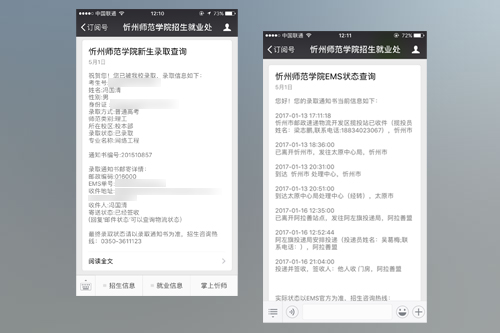 中国联通
12:10
73%
订阅号
忻州师范学院招生就业处
忻州师范学院新生录取查询
5月1日
祝贺您！您已被我校录取、录取信息如下：
考生号
姓名：冯国清
性别：男
身份证
录取方式：普通高考
师范类别：理工
所在校区：校本部
录取状态：已录取
专业名称：网络工程
通知书编号：201510857
录取通知书邮寄详情：
邮政编码：016000
EMS单号：
收件地址：
收件人：冯国清
寄送状态：已经签收
（回复'邮件状态'可以查询物流状态）
最终录取状态请以录取通知书为准。招生咨询热
线：0350-3611123
阅读全文
招生信息
就业信息
掌上忻师
中国联通
12:11
72%
订阅号
忻州师范学院招生就业处
忻州师范学院EMS状态查询
5月1日
您好！您的录取通知书当前信息如下：
2017-01-13 17:11:18
忻州市邮政速递物流开发区揽投站已收件（揽投员
姓名：梁志鹏,联系电话:18834023067），忻州市
2017-01-13 18:36:00
已离开忻州市，发往太原中心局，忻州市
2017-01-13 20:31:00
到达 忻州市 处理中心，忻州市
2017-01-13 20:51:00
到达太原中心局处理中心（经转），太原市
2017-01-16 12:35:00
已离开阿拉善站点，发往阿左旗投递局，阿拉善盟
2017-01-16 12:52:44
阿左旗投递局安排投递（投递员姓名：吴慕梅;联
系电话：），阿拉善盟
2017-01-16 21:04:00
投递并签收，签收人：他人收 门房，阿拉善盟
实际状态以EMS官方为准，招生咨询热线：